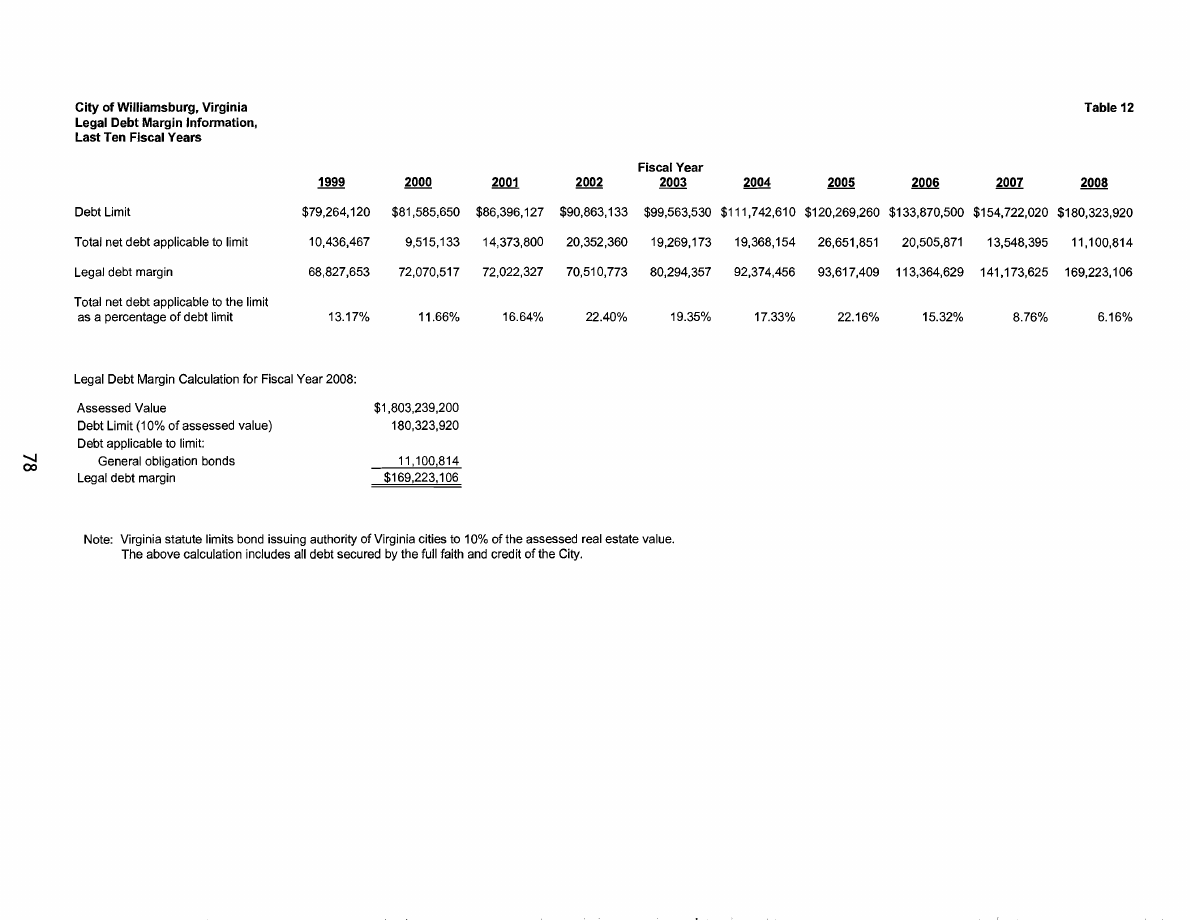 City of Williamsburg, Virginia Table 12
Legal Debt Margin Information,
Last Ten Fiscal Years
Fiscal Year
1999 2000 2001 2002 2003 2004 2005 2006 2007 2008
Debt Limit $79,264,120 $81,585,650 $86,396,127 $90,863,133 $99,563,530 $111,742,610 $120,269,260 $133,870,500 $154,722,020 $180,323,920
Total net debt applicable to limit 10,436,467 9,515,133 14,373,800 20,352,360 19,269,173 19,368,154 26,651,851 20,505,871 13,548,395 11,100,814
Legal debt margin 68,827,653 72,070,517 72,022,327 70,510,773 80,294,357 92,374,456 93,617,409 113,364,629 141,173,625 169,223,106
Total net debt applicable to the limit
as a percentage of debt limit 13.17% 11.66% 16.64% 22.40% 19.35% 17.33% 22.16% 15.32% 8.76% 6.16%
Legal Debt Margin Calculation for Fiscal Year 2008:
Assessed Value $1,803,239,200
Debt Limit (10% of assessed value) 180,323,920
Debt applicable to limit:
General obligation bonds 11,100,814
Legal debt margin $169,223,106
Note: Virginia statute limits bond issuing authority of Virginia cities to 10% of the assessed real estate value.
The above calculation includes all debt secured by the full faith and credit of the City.
78